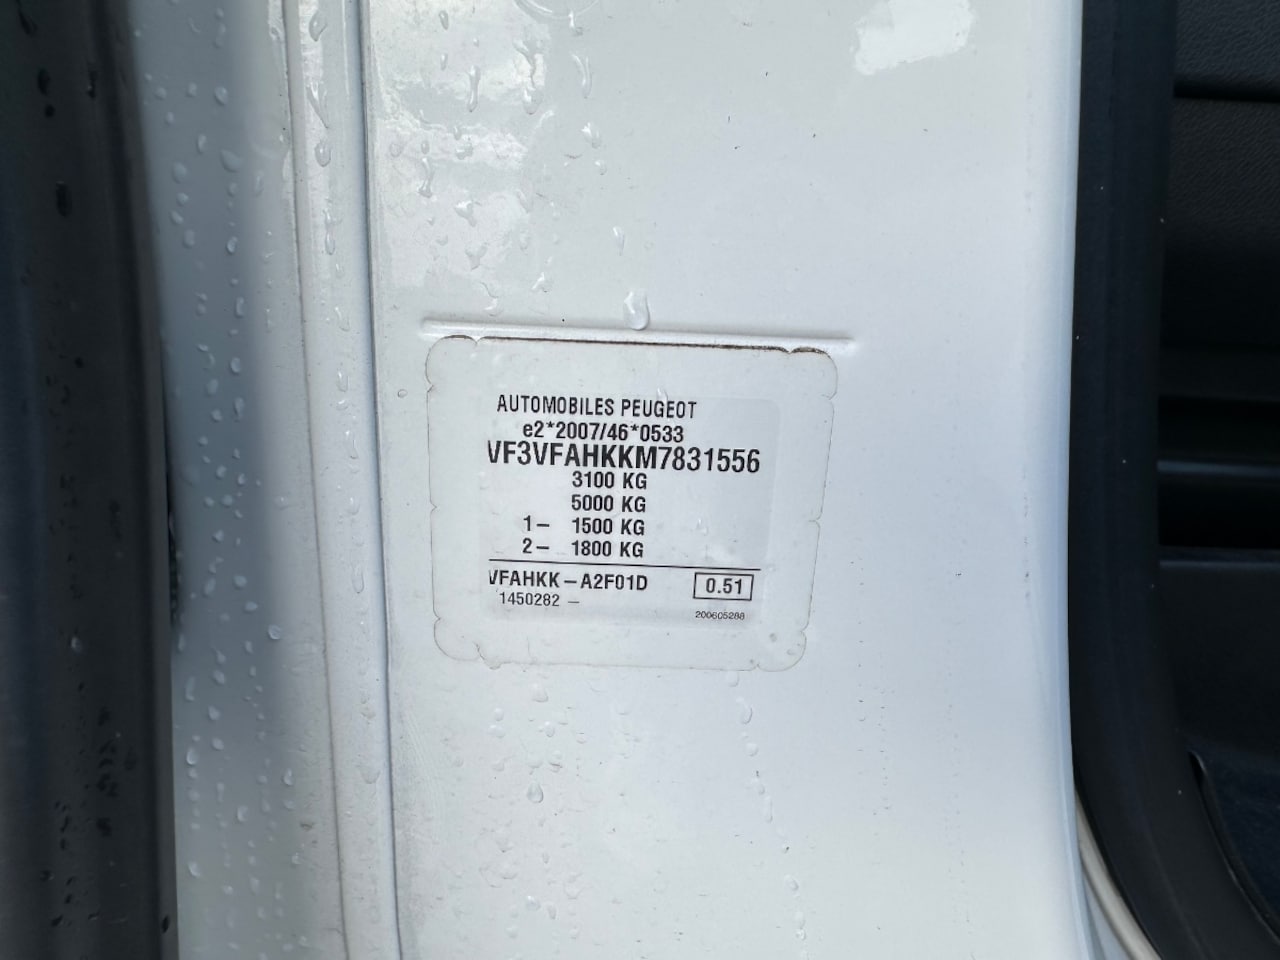 AUTOMOBILES PEUGEOT
e2*2007/46*0533
VF3VFAHKKM7831556
3100 KG
5000 KG
1- 1500 KG
2- 1800 KG
VFAHKK-A2F01D 0.51
1450282 -
200605288